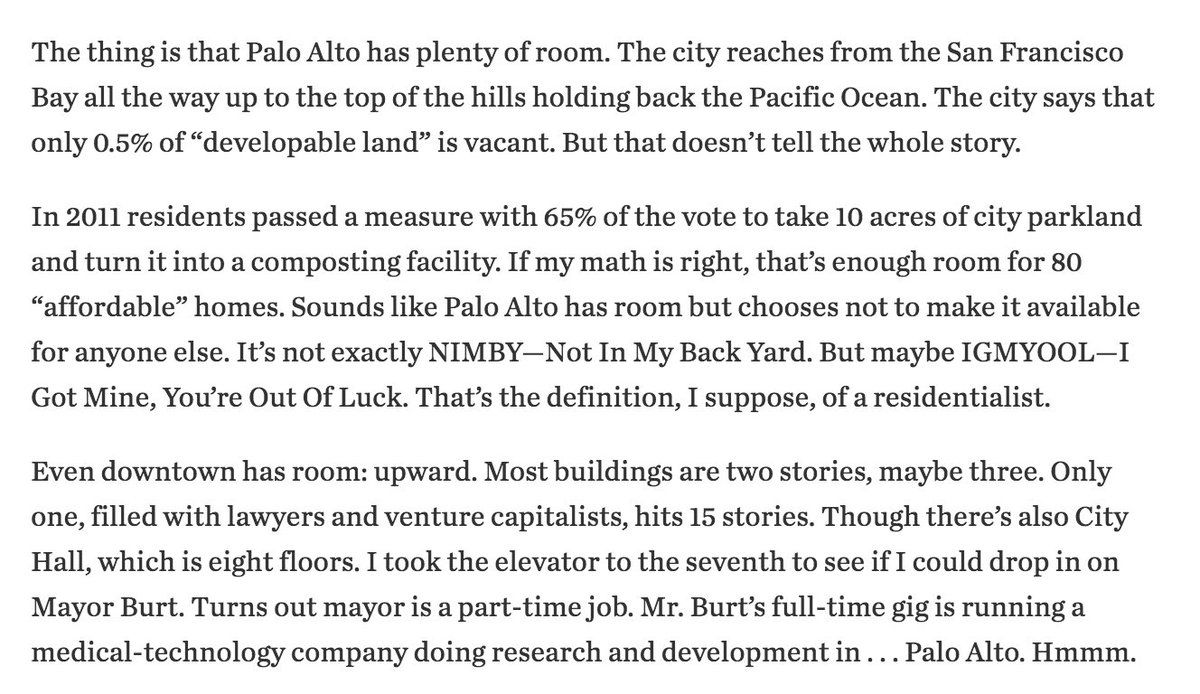 The thing is that Palo Alto has plenty of room. The city reaches from the San Francisco
Bay all the way up to the top of the hills holding back the Pacific Ocean. The city says that
only 0.5% of “developable land” is vacant. But that doesn’t tell the whole story.
In 2011 residents passed a measure with 65% of the vote to take 10 acres of city parkland
and turn it into a composting facility. If my math is right, that’s enough room for 80
“affordable” homes. Sounds like Palo Alto has room but chooses not to make it available
for anyone else. It’s not exactly NIMBY—Not In My Back Yard. But maybe IGMYOOL—I
Got Mine, You’re Out Of Luck. That’s the definition, I suppose, of a residentialist.
Even downtown has room: upward. Most buildings are two stories, maybe three. Only
one, filled with lawyers and venture capitalists, hits 15 stories. Though there’s also City
Hall, which is eight floors. I took the elevator to the seventh to see if I could drop in on
Mayor Burt. Turns out mayor is a part-time job. Mr. Burt’s full-time gig is running a
medical-technology company doing research and development in . . . Palo Alto. Hmmm.